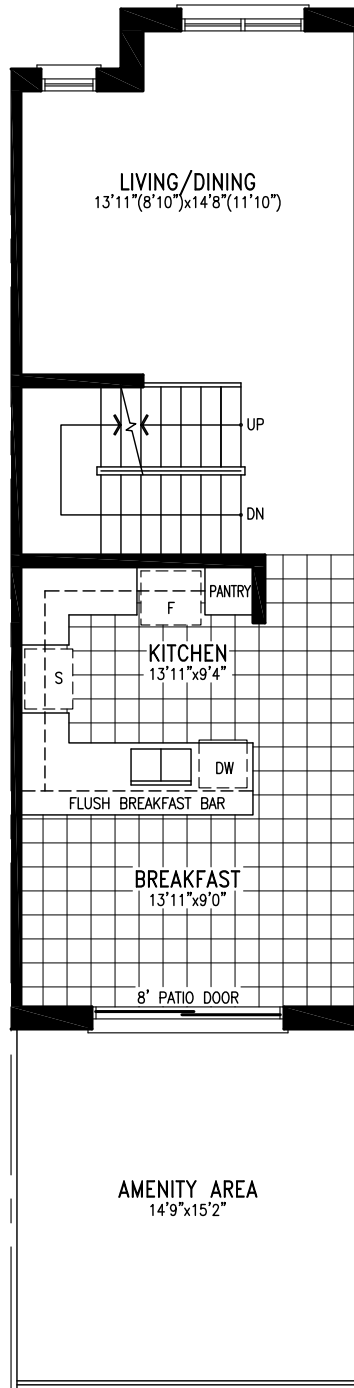 LIVING/DINING
13'11"(8'10")x14'8"(11'10")
UP
N
DN
PANTRY
F
KITCHEN
13'11"x9'4"
S
DW
FLUSH BREAKFAST BAR
BREAKFAST
13'11"x9'0"
8' PATIO DOOR
AMENITY AREA
14'9"x15'2"